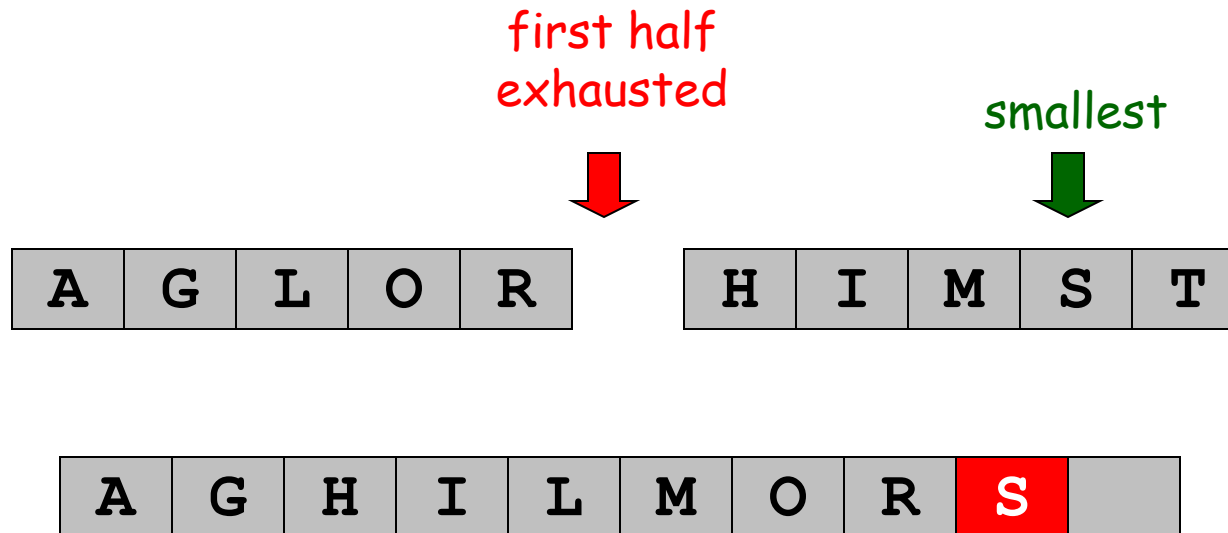 first half
exhausted
smallest
A G L O R H I M S T
A G H I L M O R S